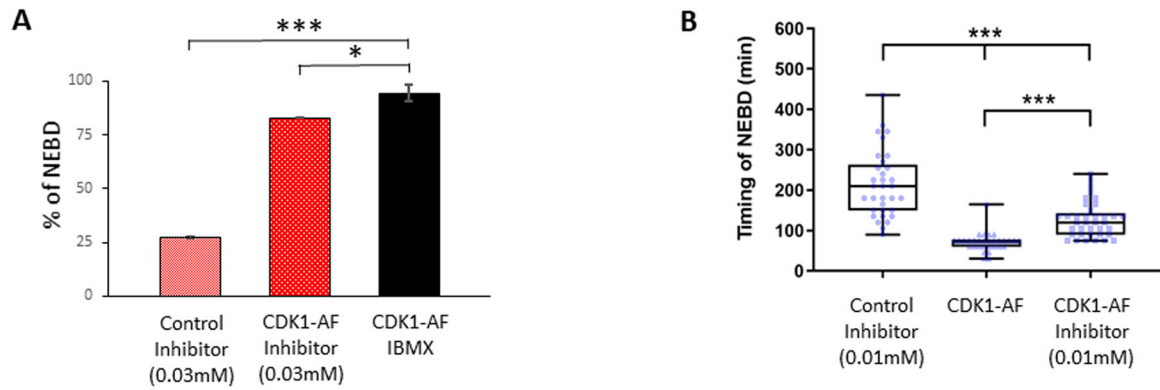 A
***
*
% of NEBD
100
75
50
25
0
Control
Inhibitor
(0.03mM)
CDK1-AF
Inhibitor
(0.03mM)
CDK1-AF
IBMX
B
***
***
Timing of NEBD (min)
600
500
400
300
200
100
0
Control
Inhibitor
(0.01mM)
CDK1-AF
CDK1-AF
Inhibitor
(0.01mM)